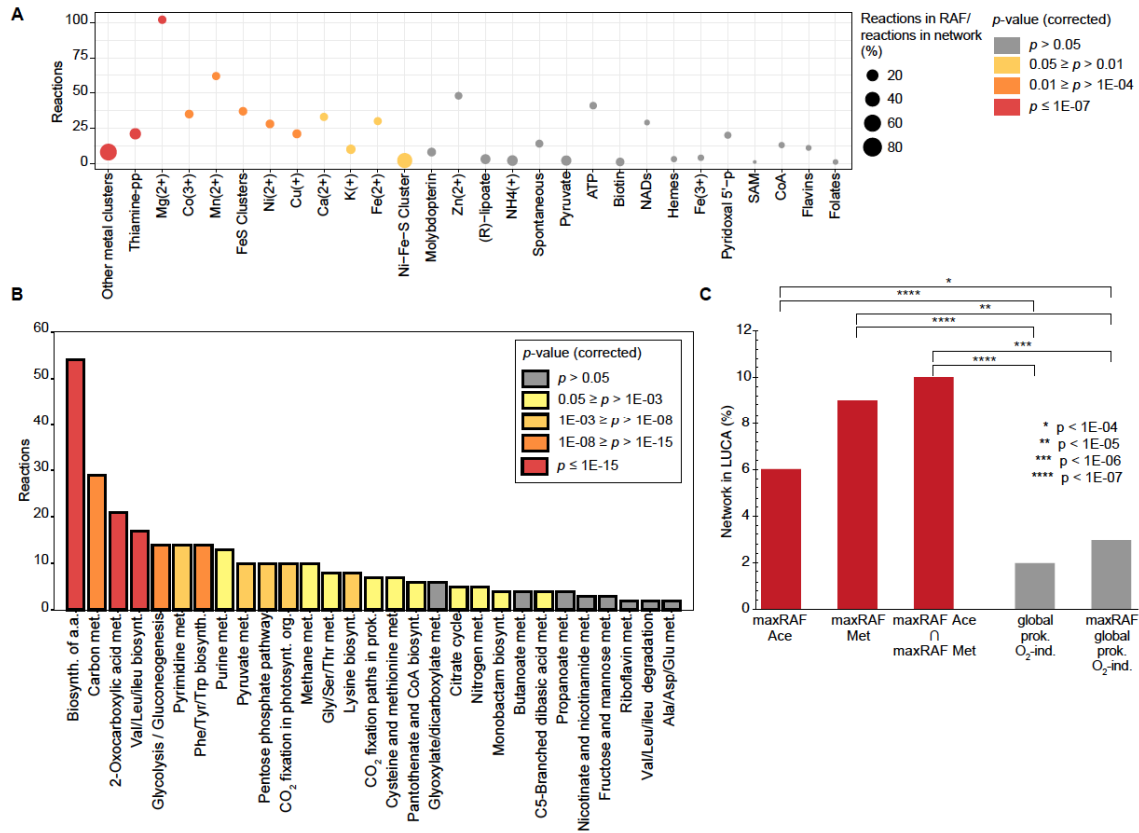 A
Reactions
100
75
50
25
0
Other metal clusters
Thiamine-pp
Mg(2+)
Co(3+)
Mn(2+)
FeS Clusters
Ni(2+)
Cu(+)
Ca(2+)
K(+)
Fe(2+)
Ni−Fe−S Cluster
Molybdopterin
Zn(2+)
(R)−lipoate
NH4(+)
Spontaneous
Pyruvate
ATP
Biotin
NADs
Hemes
Fe(3+)
Pyridoxal 5'−p
SAM
CoA
Flavins
Folates
Reactions in RAF/
reactions in network
(%)
20
40
60
80
p-value (corrected)
p > 0.05
0.05 ≥ p > 0.01
0.01 ≥ p > 1E-04
p ≤ 1E-07
B
Reactions
60
50
40
30
20
10
0
p-value (corrected)
p > 0.05
0.05 ≥ p > 1E-03
1E-03 ≥ p > 1E-08
1E-08 ≥ p > 1E-15
p ≤ 1E-15
Biosynth. of a.a.
Carbon met.
2-Oxocarboxylic acid met.
Val/Leu/Ieu biosynt.
Glycolysis / Gluconeogenesis
Pyrimidine met.
Phe/Tyr/Trp biosynth.
Purine met.
Pyruvate met.
Pentose phosphate pathway
CO2 fixation in photosynt. org.
Methane met.
Gly/Ser/Thr met.
Lysine biosynt.
CO2 fixation paths in prok.
Cysteine and methionine met.
Pantothenate and CoA biosynt.
Glyoxylate/dicarboxylate met.
Citrate cycle
Nitrogen met.
Monobactam biosynt.
Butanoate met.
C5-Branched dibasic acid met.
Propanoate met.
Nicotinate and nicotinamide met.
Fructose and mannose met.
Riboflavin met.
Val/Leu/Ieu degradation
Ala/Asp/Glu met.
C
*
****
**
****
***
****
Network in LUCA (%)
12
10
8
6
4
2
0
* p < 1E-04
** p < 1E-05
*** p < 1E-06
**** p < 1E-07
maxRAF
Ace
maxRAF
Met
maxRAF Ace
∩
maxRAF Met
global
prok.
O2-ind.
maxRAF
global
prok.
O2-ind.